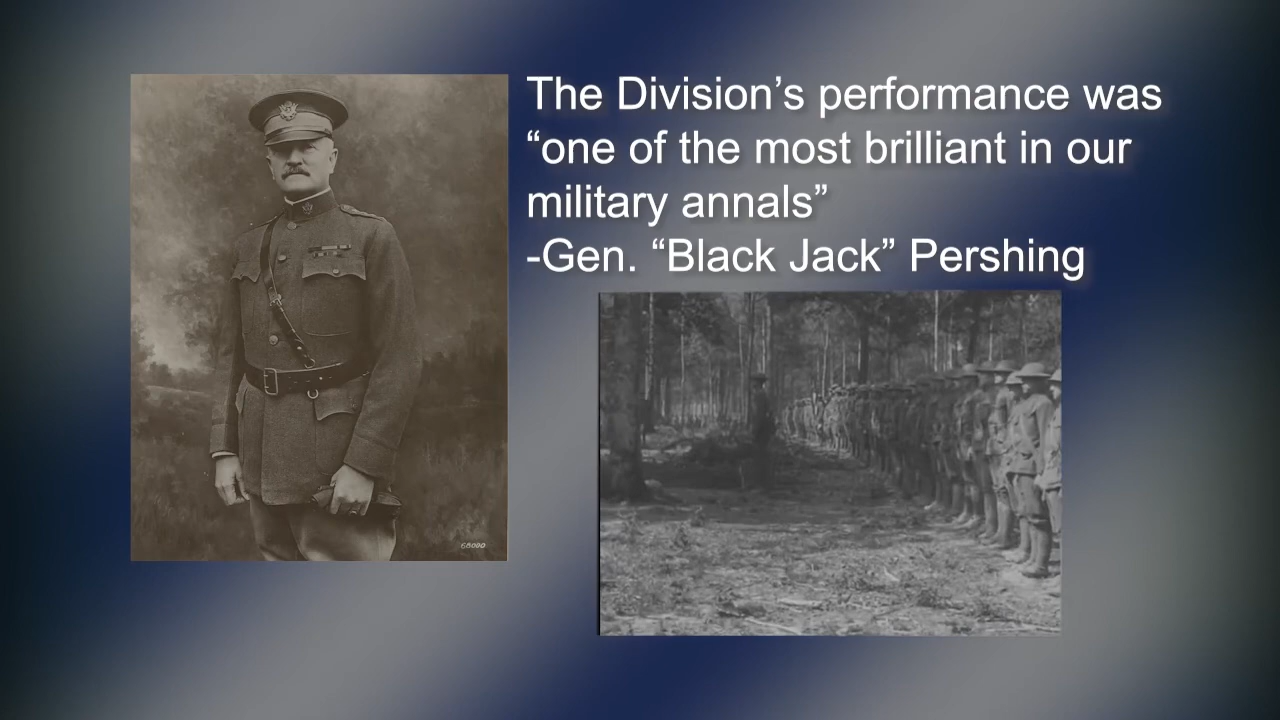 The Division’s performance was
“one of the most brilliant in our
military annals”
-Gen. “Black Jack” Pershing
68000